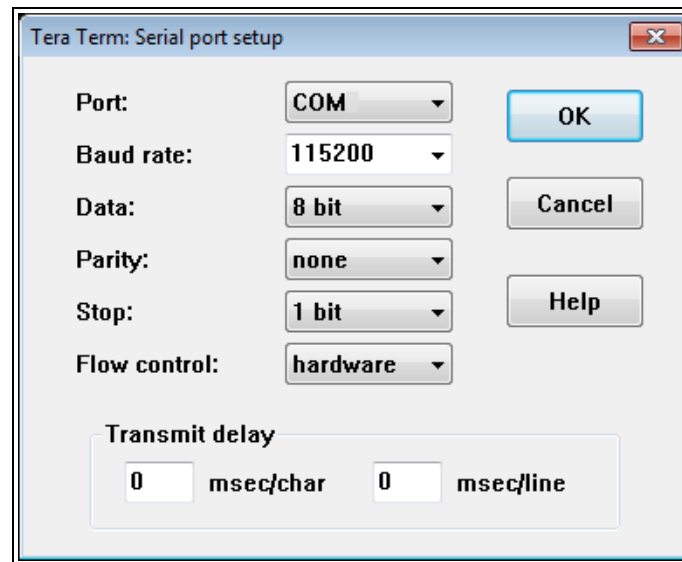 Tera Term: Serial port setup
Port: COM
OK
Baud rate: 115200
Data: 8 bit
Cancel
Parity: none
Stop: 1 bit
Help
Flow control: hardware
Transmit delay
0 msec/char 0 msec/line